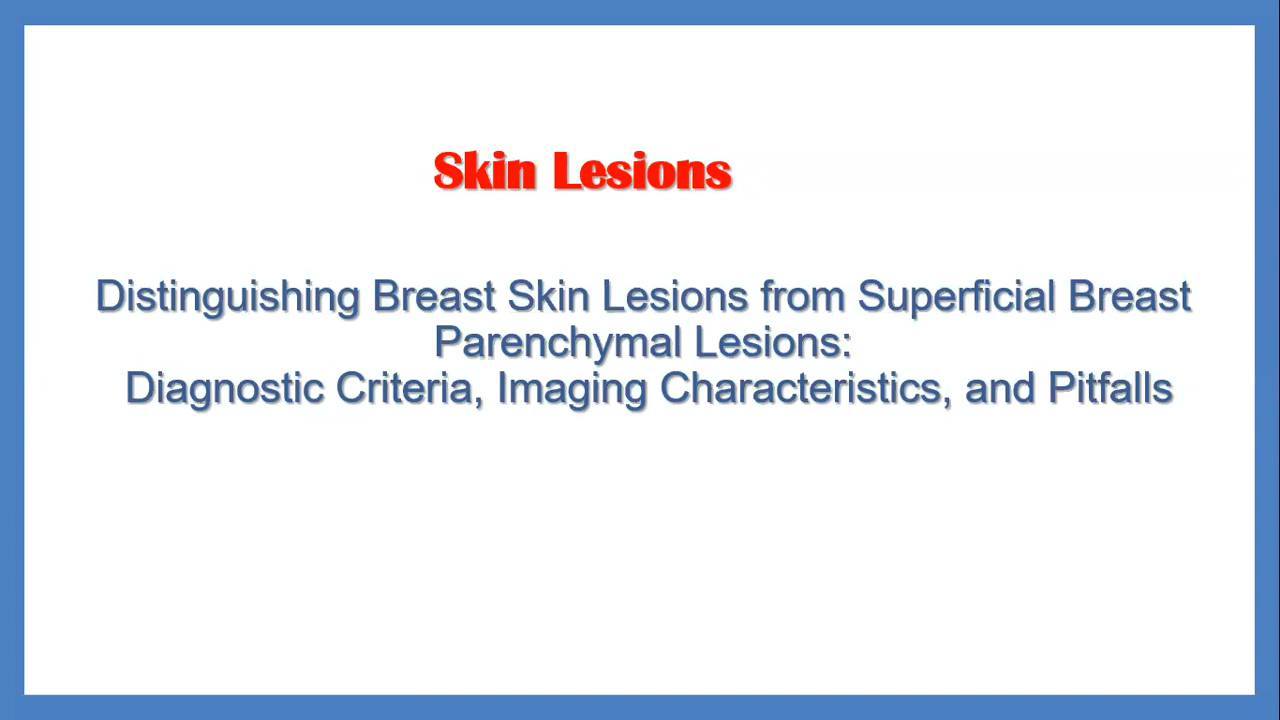 Skin Lesions
Distinguishing Breast Skin Lesions from Superficial Breast
Parenchymal Lesions:
Diagnostic Criteria, Imaging Characteristics, and Pitfalls